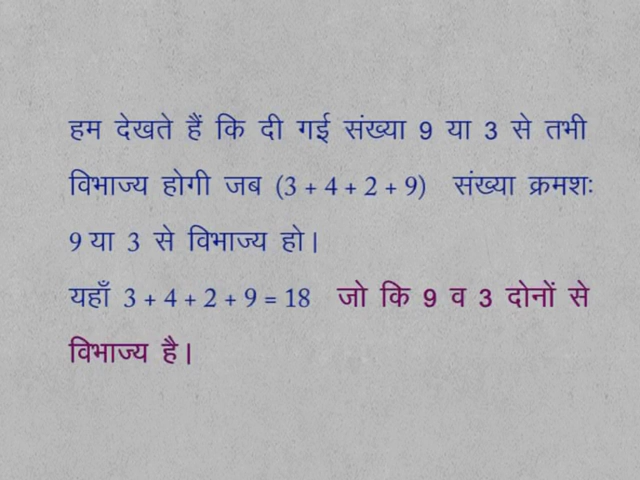 हम देखते हैं कि दी गई संख्या 9 या 3 से तभी
विभाज्य होगी जब (3 + 4 + 2 + 9) संख्या क्रमशः
9 या 3 से विभाज्य हो।
यहाँ 3 + 4 + 2 + 9 = 18 जो कि 9 व 3 दोनों से
विभाज्य है।